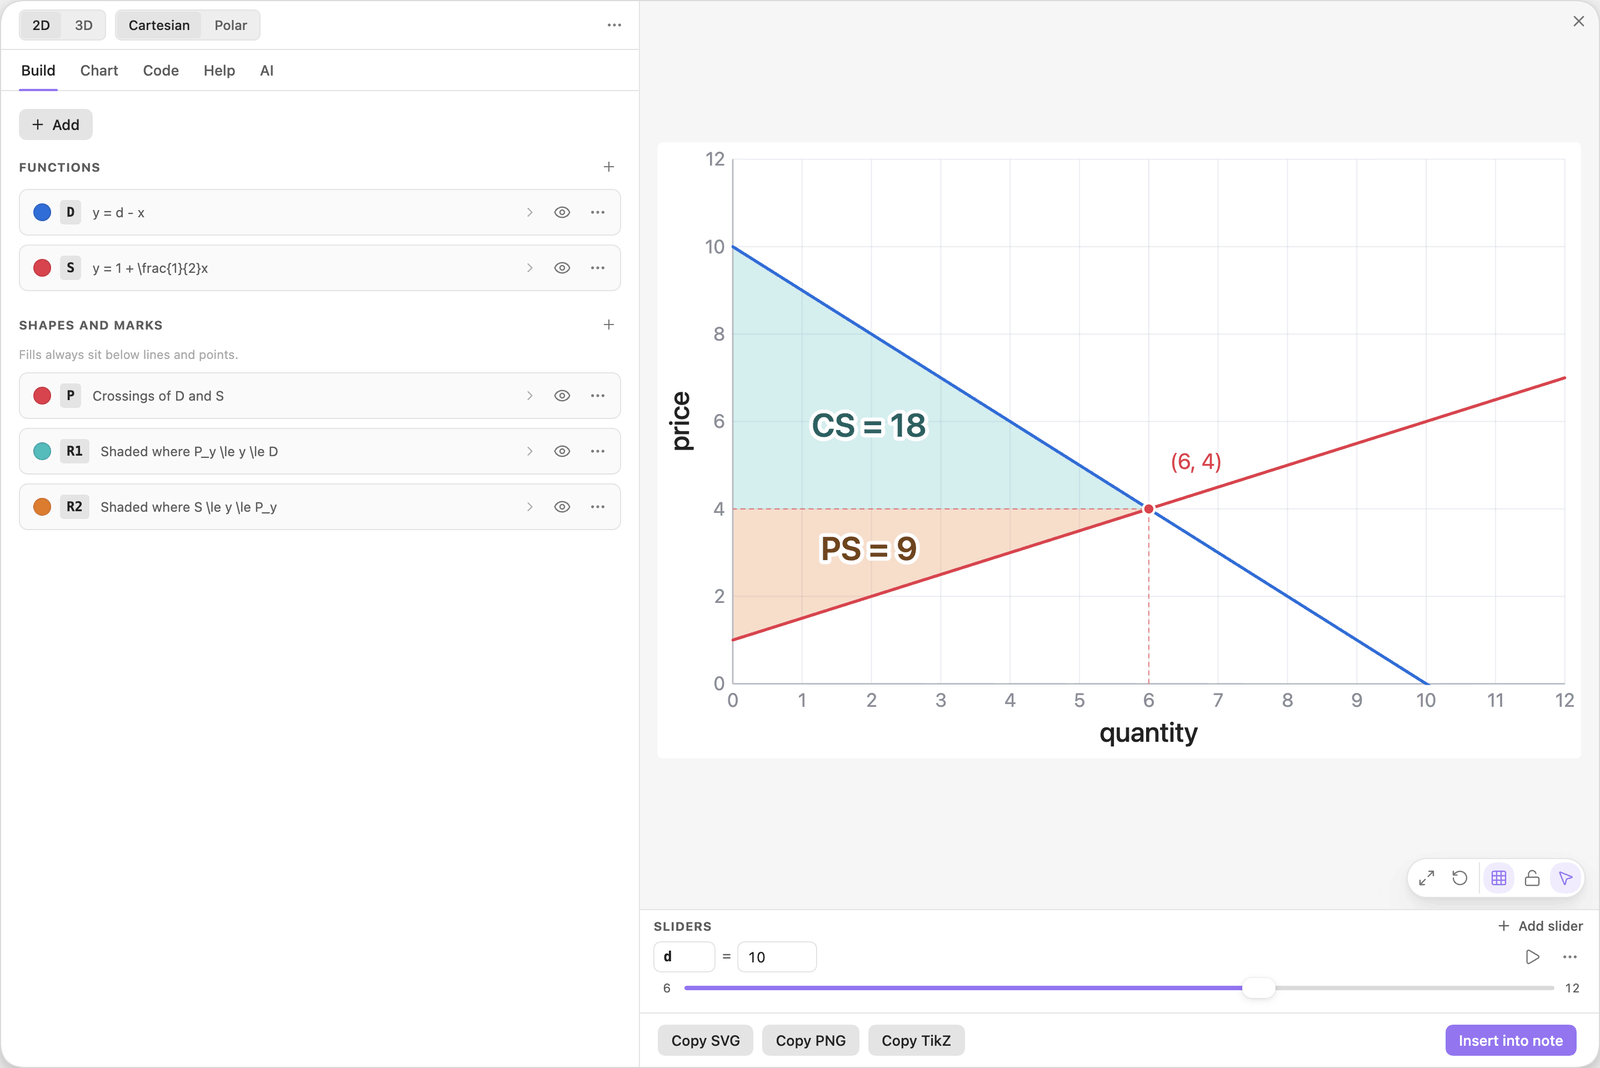 2D 3D Cartesian Polar
Build Chart Code Help AI
+ Add
FUNCTIONS
D y = d - x
S y = 1 + \frac{1}{2}x
SHAPES AND MARKS
Fills always sit below lines and points.
P Crossings of D and S
R1 Shaded where P_y \le y \le D
R2 Shaded where S \le y \le P_y
12
10
8
6
4
2
0
price
CS = 18
(6, 4)
PS = 9
0 1 2 3 4 5 6 7 8 9 10 11 12
quantity
SLIDERS
+ Add slider
d = 10
6 12
Copy SVG Copy PNG Copy TikZ Insert into note